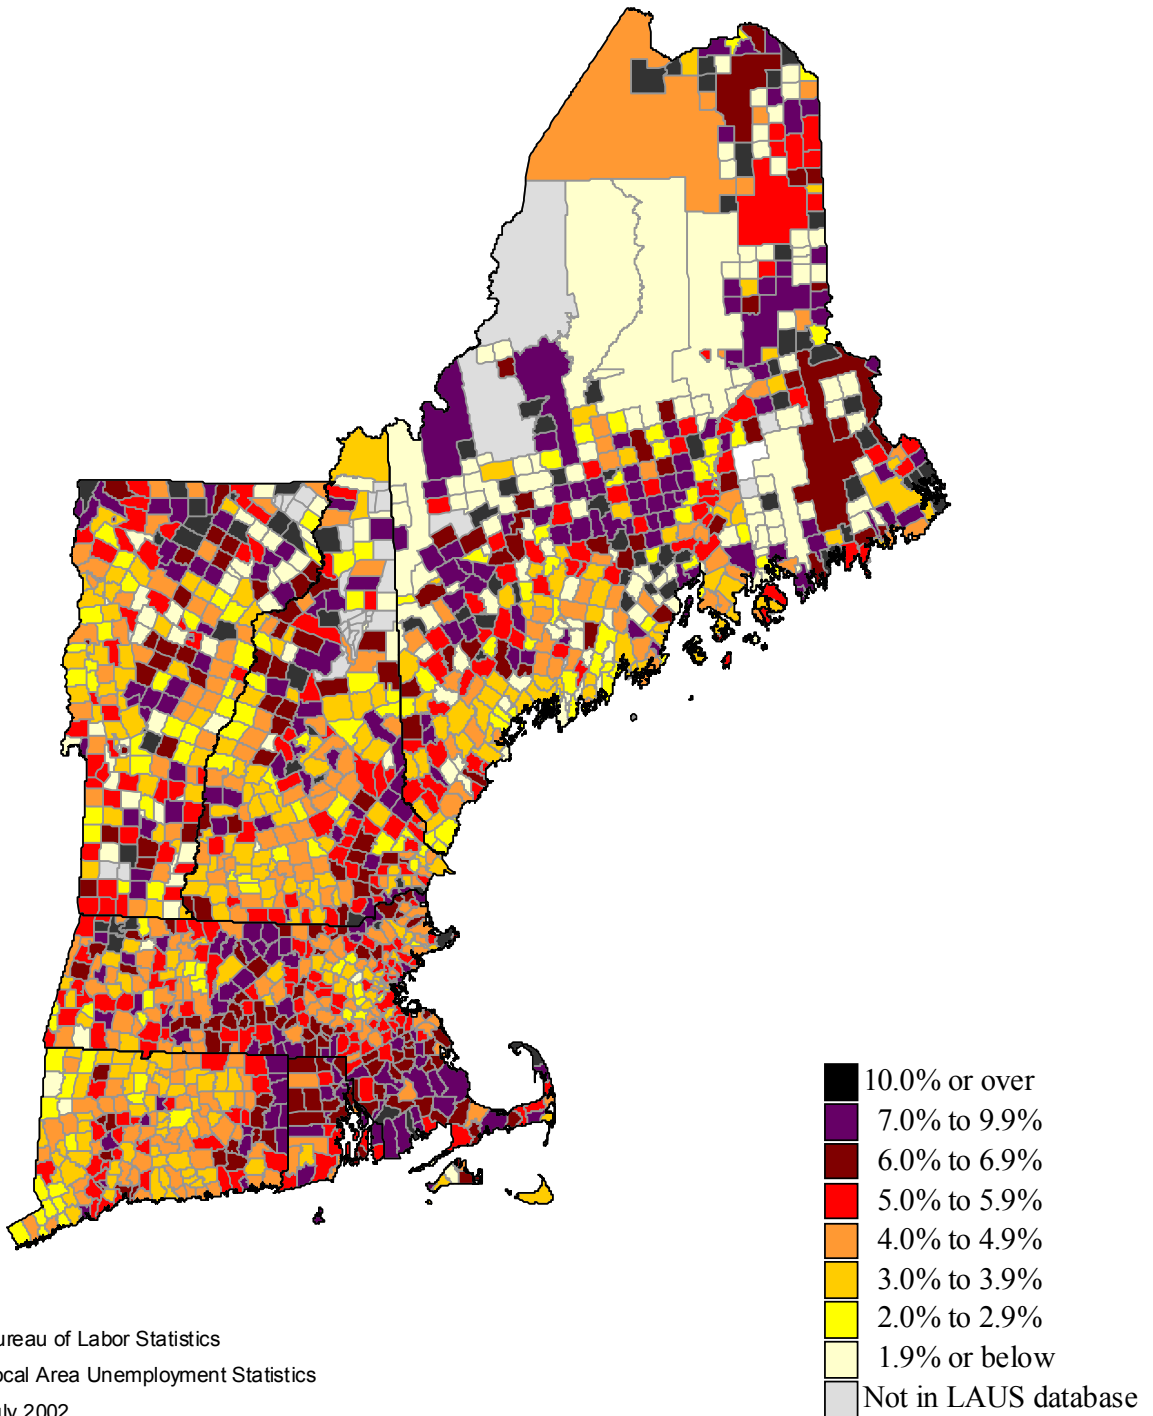 10.0% or over
7.0% to 9.9%
6.0% to 6.9%
5.0% to 5.9%
4.0% to 4.9%
3.0% to 3.9%
2.0% to 2.9%
1.9% or below
Not in LAUS database
ureau of Labor Statistics
ocal Area Unemployment Statistics
uly 2002